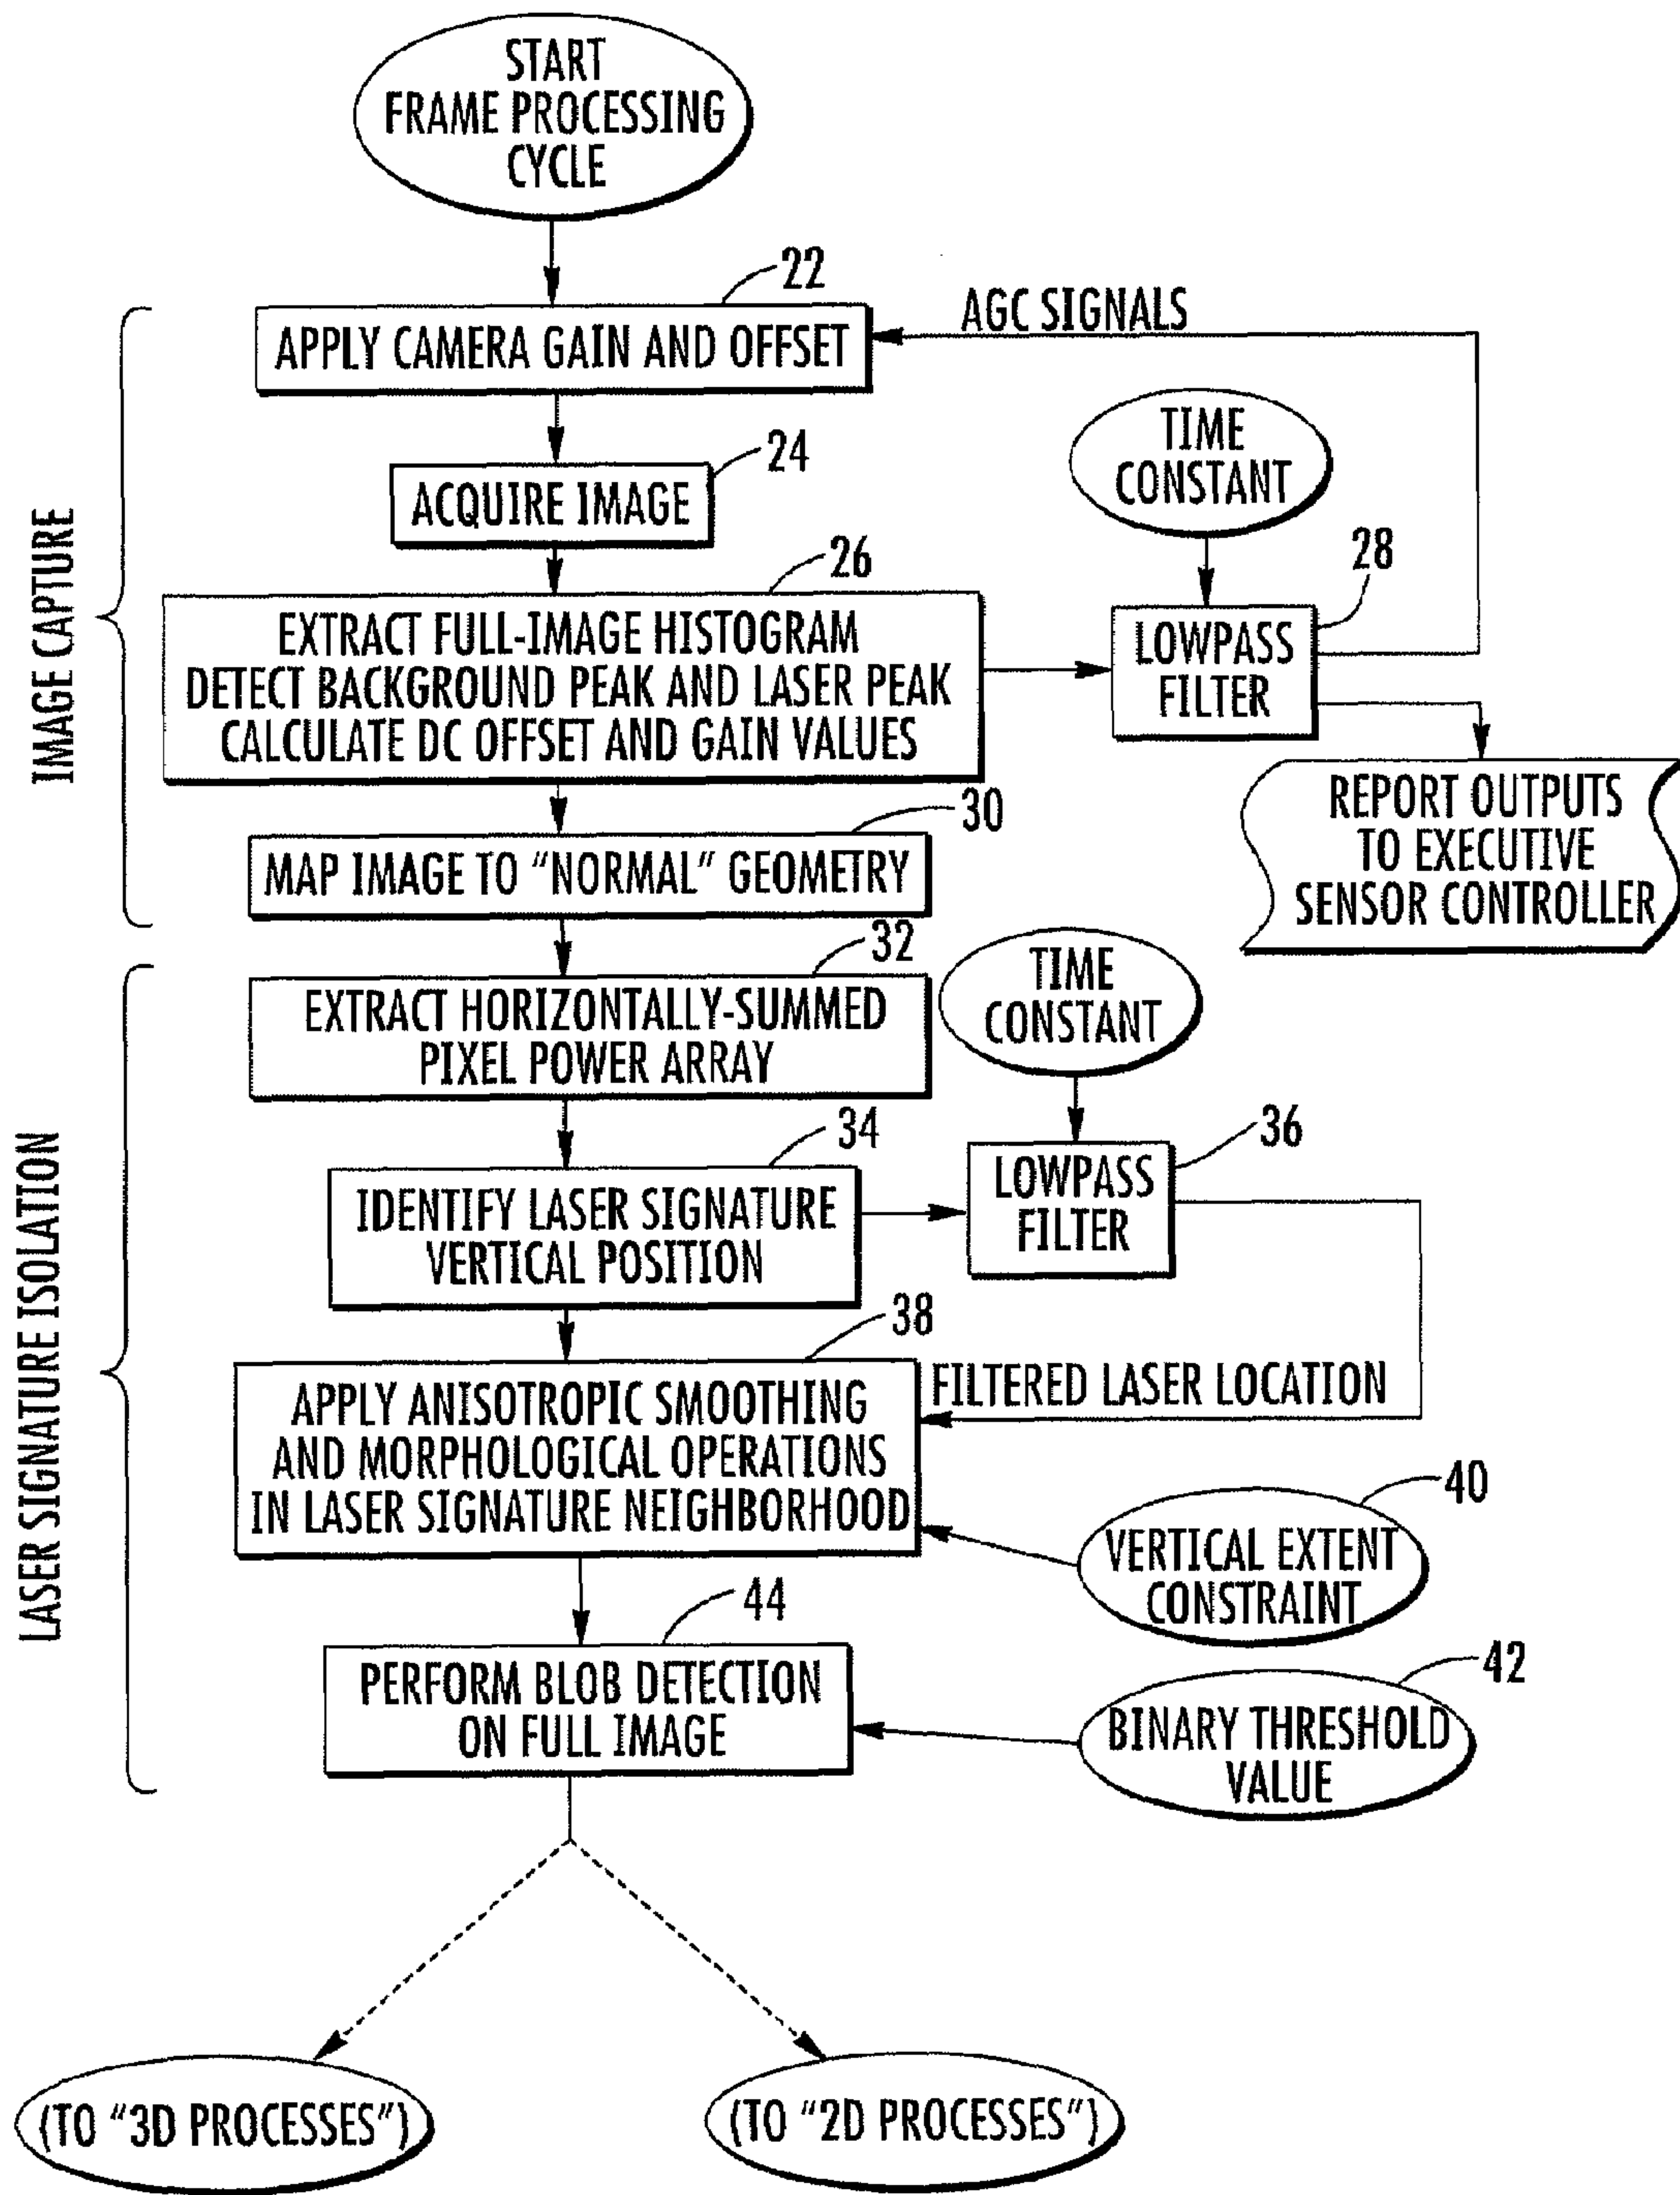 START
FRAME PROCESSING
CYCLE
22
APPLY CAMERA GAIN AND OFFSET
AGC SIGNALS
24
ACQUIRE IMAGE
TIME
CONSTANT
26
EXTRACT FULL-IMAGE HISTOGRAM
DETECT BACKGROUND PEAK AND LASER PEAK
CALCULATE DC OFFSET AND GAIN VALUES
28
LOWPASS
FILTER
REPORT OUTPUTS
TO EXECUTIVE
SENSOR CONTROLLER
30
MAP IMAGE TO “NORMAL” GEOMETRY
IMAGE CAPTURE
32
EXTRACT HORIZONTALLY-SUMMED
PIXEL POWER ARRAY
TIME
CONSTANT
34
IDENTIFY LASER SIGNATURE
VERTICAL POSITION
36
LOWPASS
FILTER
38
APPLY ANISOTROPIC SMOOTHING
AND MORPHOLOGICAL OPERATIONS
IN LASER SIGNATURE NEIGHBORHOOD
FILTERED LASER LOCATION
40
VERTICAL EXTENT
CONSTRAINT
44
PERFORM BLOB DETECTION
ON FULL IMAGE
42
BINARY THRESHOLD
VALUE
LASER SIGNATURE ISOLATION
(TO “3D PROCESSES”)
(TO “2D PROCESSES”)